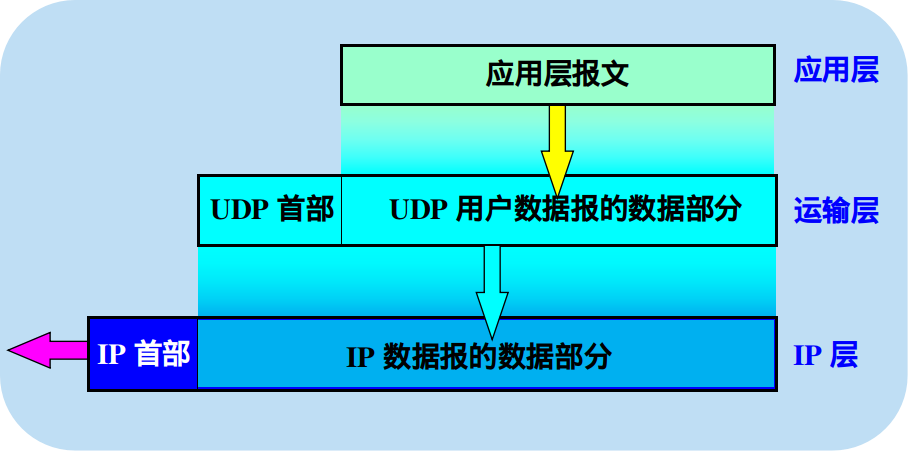 应用层报文
应用层
UDP 首部
UDP 用户数据报的数据部分
运输层
IP 首部
IP 数据报的数据部分
IP 层